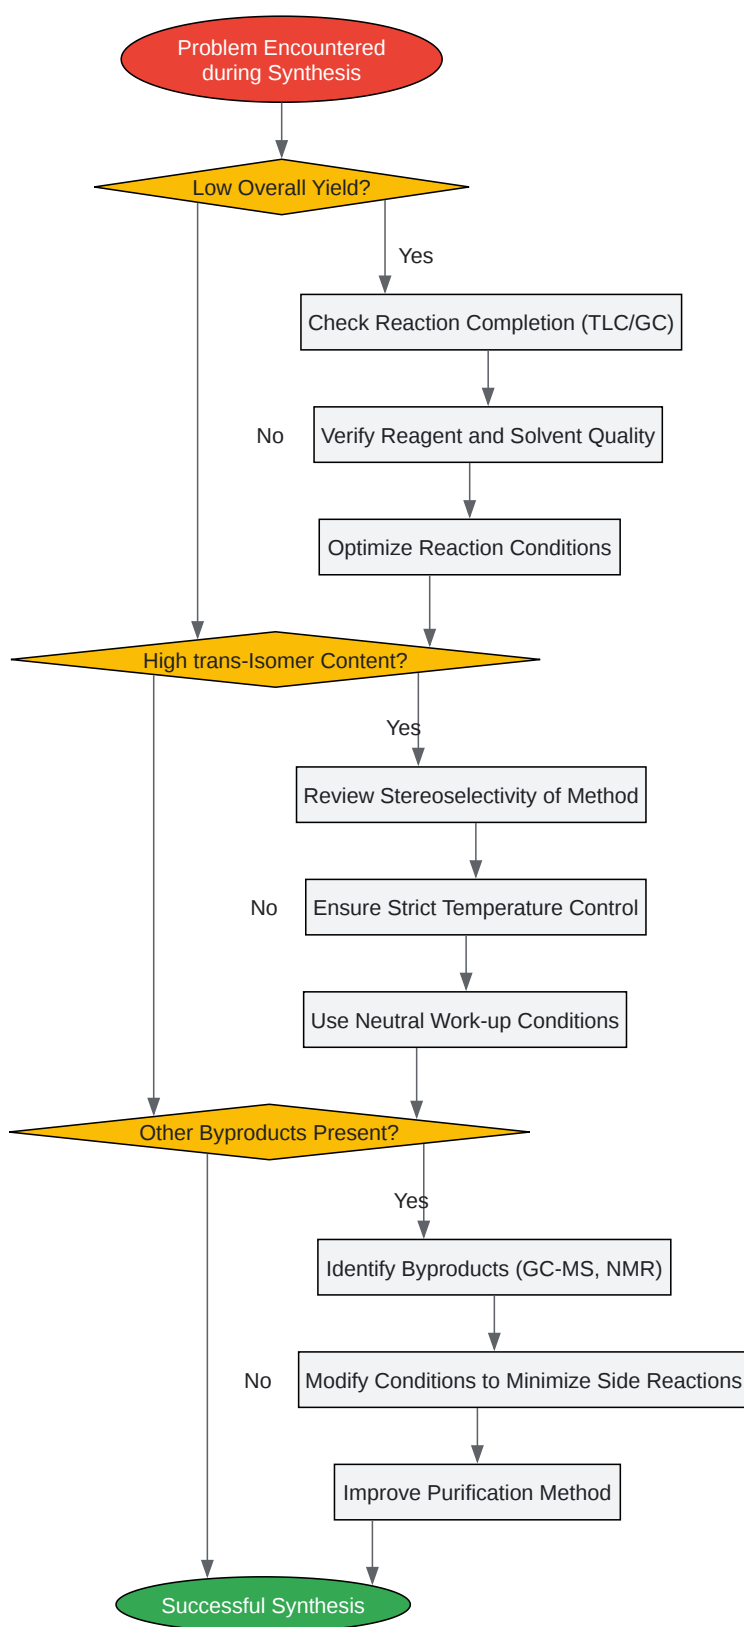 Problem Encountered
during Synthesis
Low Overall Yield?
Yes
Check Reaction Completion (TLC/GC)
No
Verify Reagent and Solvent Quality
Optimize Reaction Conditions
High trans-Isomer Content?
Yes
Review Stereoselectivity of Method
No
Ensure Strict Temperature Control
Use Neutral Work-up Conditions
Other Byproducts Present?
Yes
Identify Byproducts (GC-MS, NMR)
No
Modify Conditions to Minimize Side Reactions
Improve Purification Method
Successful Synthesis